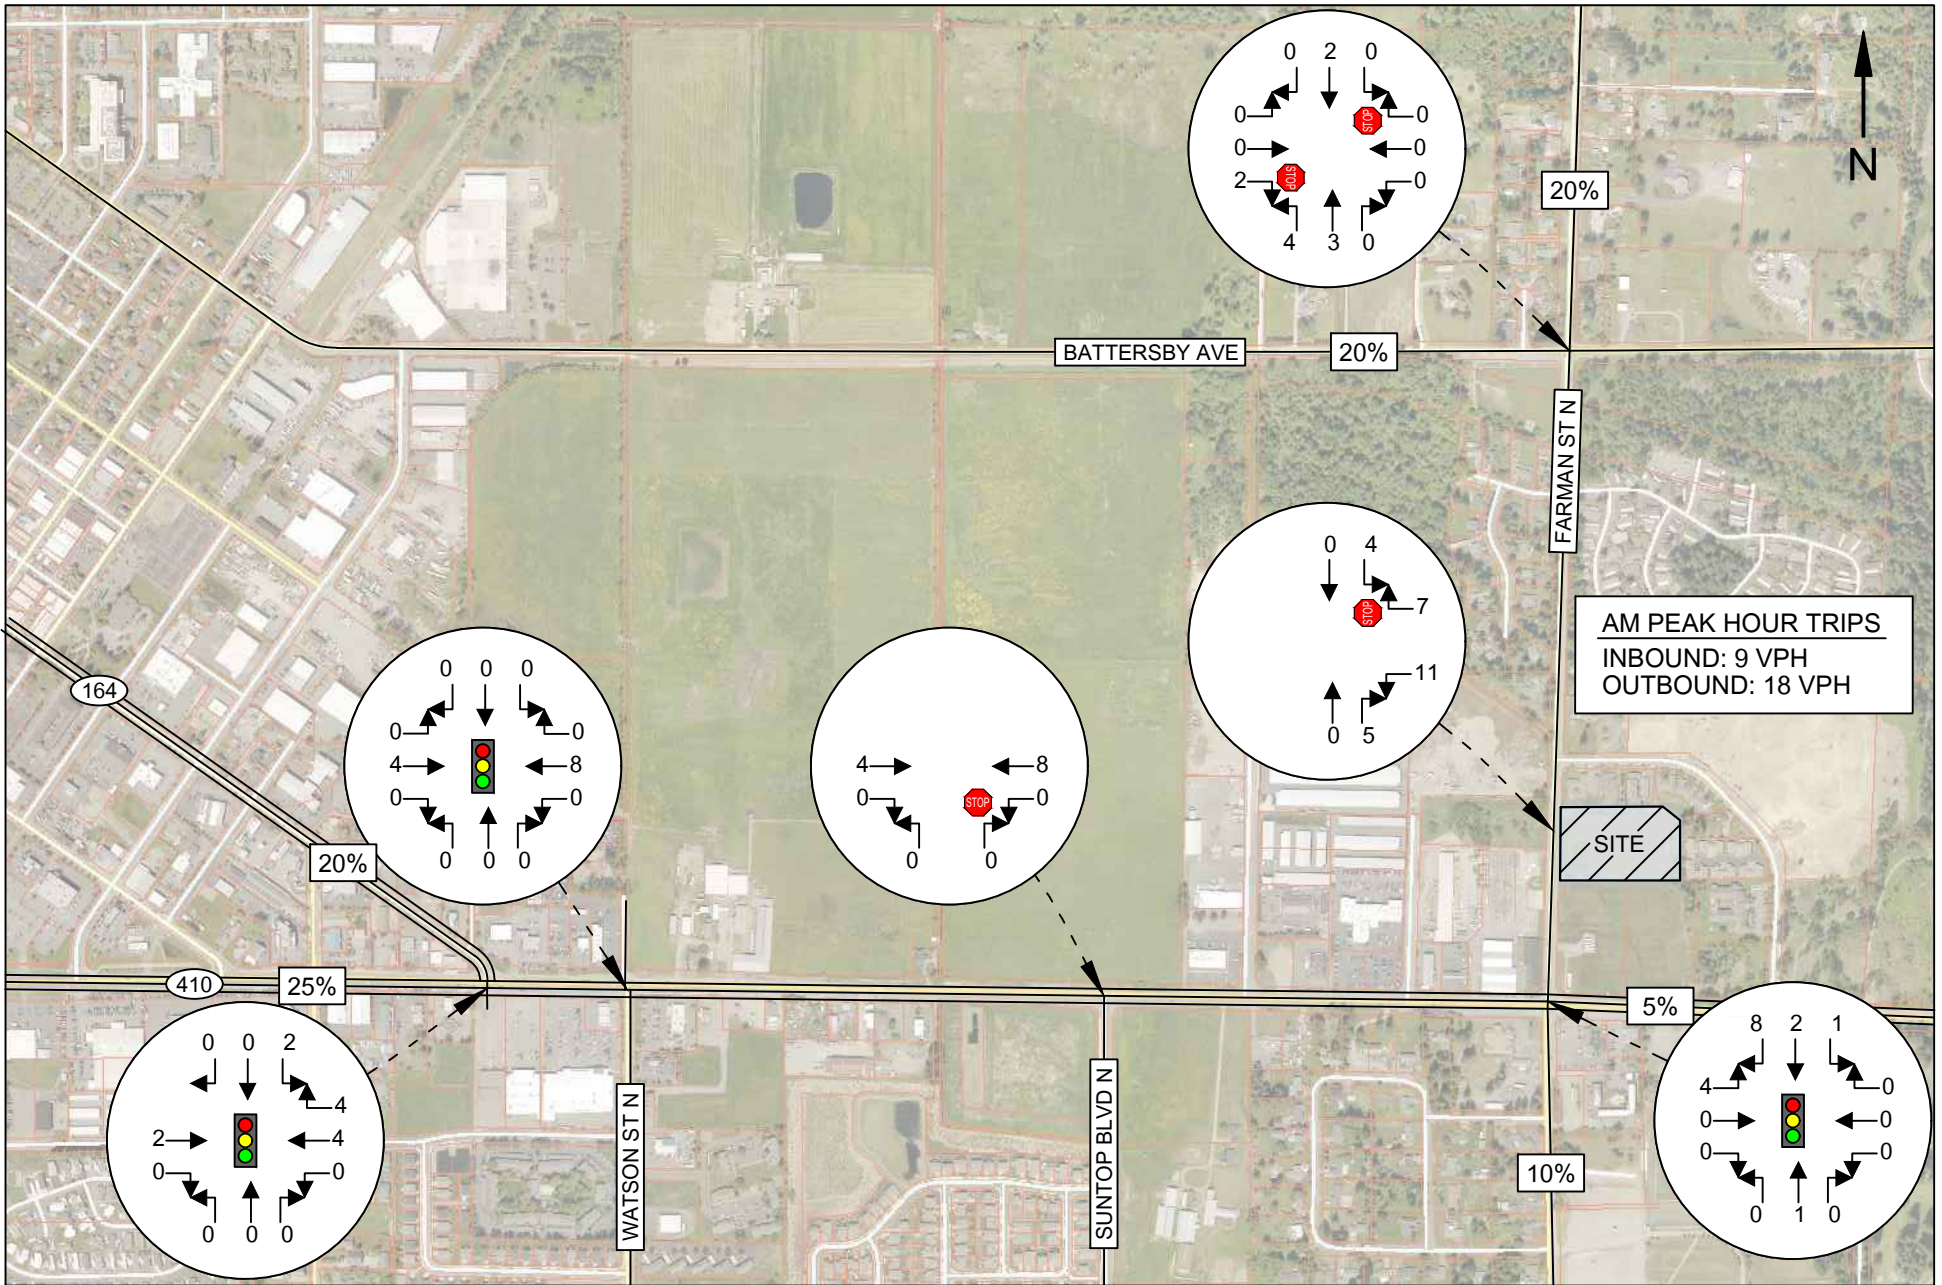 0 2 0
0 0
STOP
0 0
STOP
2 0
4 3 0
N
20%
BATTERSBY AVE
20%
FARMAN ST N
0 4
STOP
7
11
0 5
AM PEAK HOUR TRIPS
INBOUND: 9 VPH
OUTBOUND: 18 VPH
SITE
164
20%
0 0 0
0 0
4 8
0 0
0 0 0
4 8
0 STOP 0
0 0
410
25%
5%
0 0 2
4
2 4
0 0
0 0 0
WATSON ST N
SUNTOP BLVD N
10%
8 2 1
4 0
0 0
0 0
0 1 0